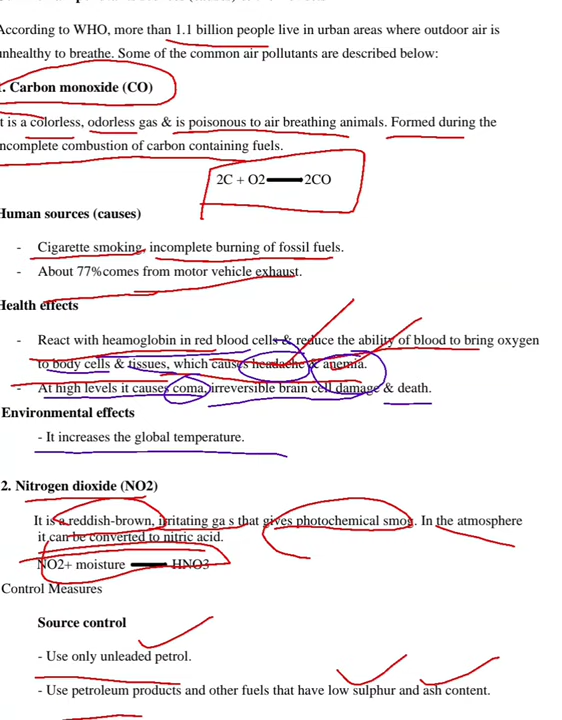 According to WHO, more than 1.1 billion people live in urban areas where outdoor air is
unhealthy to breathe. Some of the common air pollutants are described below:
. Carbon monoxide (CO)
It is a colorless, odorless gas & is poisonous to air breathing animals. Formed during the
incomplete combustion of carbon containing fuels.
2C + O2 2CO
Human sources (causes)
- Cigarette smoking, incomplete burning of fossil fuels.
- About 77%comes from motor vehicle exhaust.
Health effects
- React with heamoglobin in red blood cells & reduce the ability of blood to bring oxygen
to body cells & tissues, which causes headache & anemia.
- At high levels it causes coma, irreversible brain cell damage & death.
Environmental effects
- It increases the global temperature.
2. Nitrogen dioxide (NO2)
It is a reddish-brown, irritating ga s that gives photochemical smog. In the atmosphere
it can be converted to nitric acid.
NO2+ moisture HNO3
Control Measures
Source control
- Use only unleaded petrol.
- Use petroleum products and other fuels that have low sulphur and ash content.